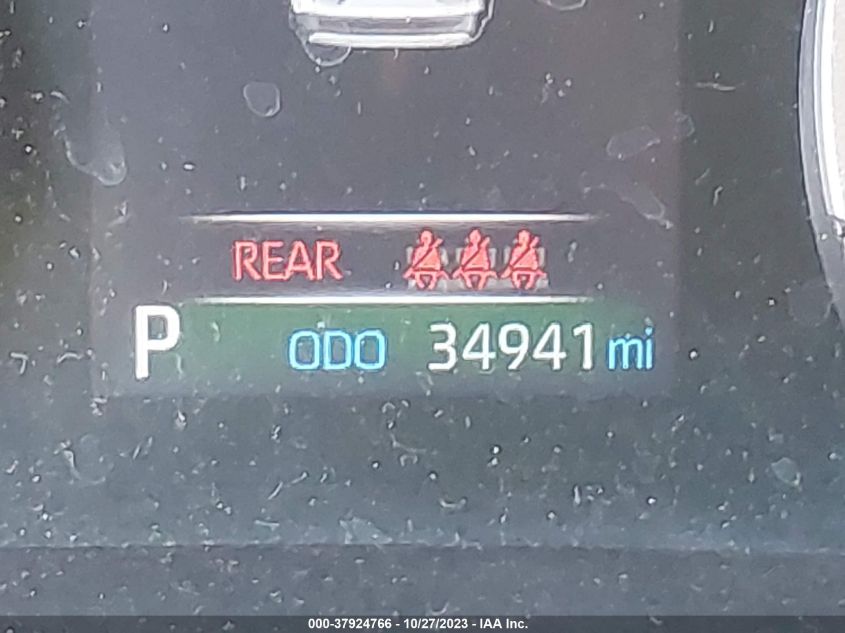 REAR
P ODO 34941 mi
000-37924766 - 10/27/2023 - IAA Inc.